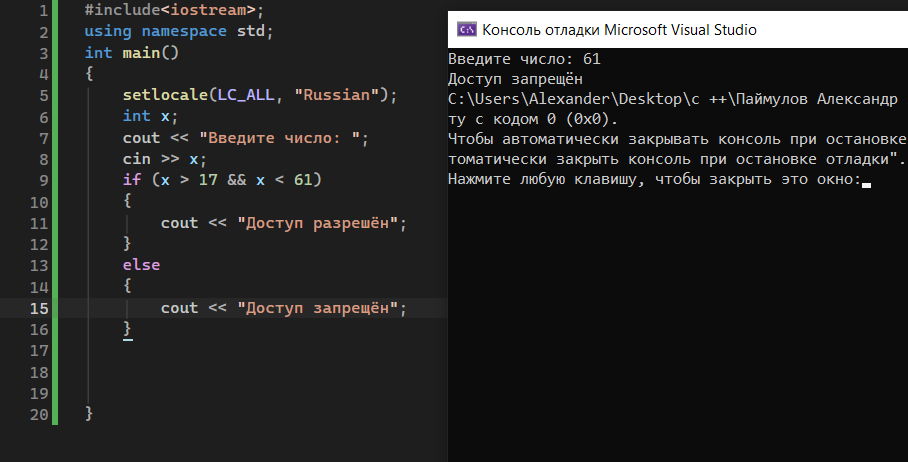 1 #include<iostream>;
2 using namespace std;
3 int main()
4 {
5 setlocale(LC_ALL, "Russian");
6 int x;
7 cout << "Введите число: ";
8 cin >> x;
9 if (x > 17 && x < 61)
10 {
11 cout << "Доступ разрешён";
12 }
13 else
14 {
15 cout << "Доступ запрещён";
16 }
17
18
19
20 }
C:\ Консоль отладки Microsoft Visual Studio
Введите число: 61
Доступ запрещён
C:\Users\Alexander\Desktop\c ++\Паймулов Александр
ту с кодом 0 (0x0).
Чтобы автоматически закрывать консоль при остановке
томатически закрыть консоль при остановке отладки".
Нажмите любую клавишу, чтобы закрыть это окно: